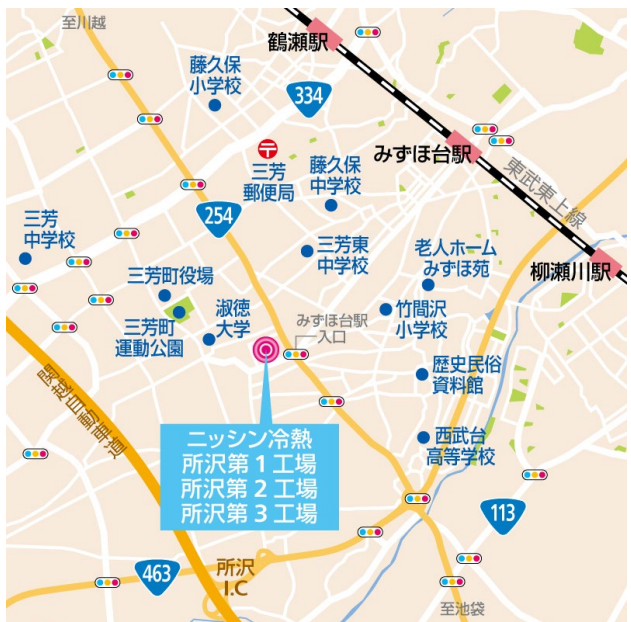 至川越
鶴瀬駅
藤久保
小学校
334
みずほ台駅
三芳
郵便局
藤久保
中学校
東武東上線
254
三芳
中学校
三芳東
中学校
老人ホーム
みずほ苑
柳瀬川駅
三芳町役場
淑徳
大学
三芳町
運動公園
みずほ台駅
入口
竹間沢
小学校
歴史民俗
資料館
関越自動車道
ニッシン冷熱
所沢第1工場
所沢第2工場
所沢第3工場
西武台
高等学校
113
463
所沢
I.C
至池袋